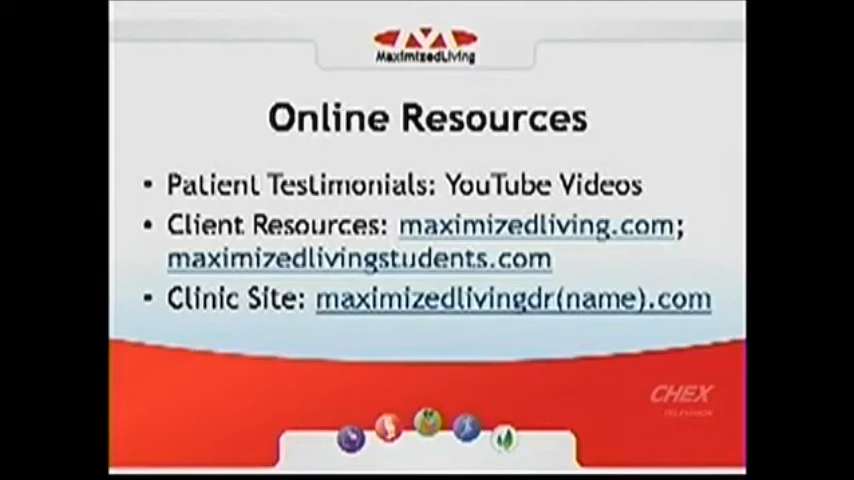 MaximizedLiving
Online Resources
• Patient Testimonials: YouTube Videos
• Client Resources: maximizedliving.com;
maximizedlivingstudents.com
• Clinic Site: maximizedlivingdr(name).com
CHEX
TELEVISION